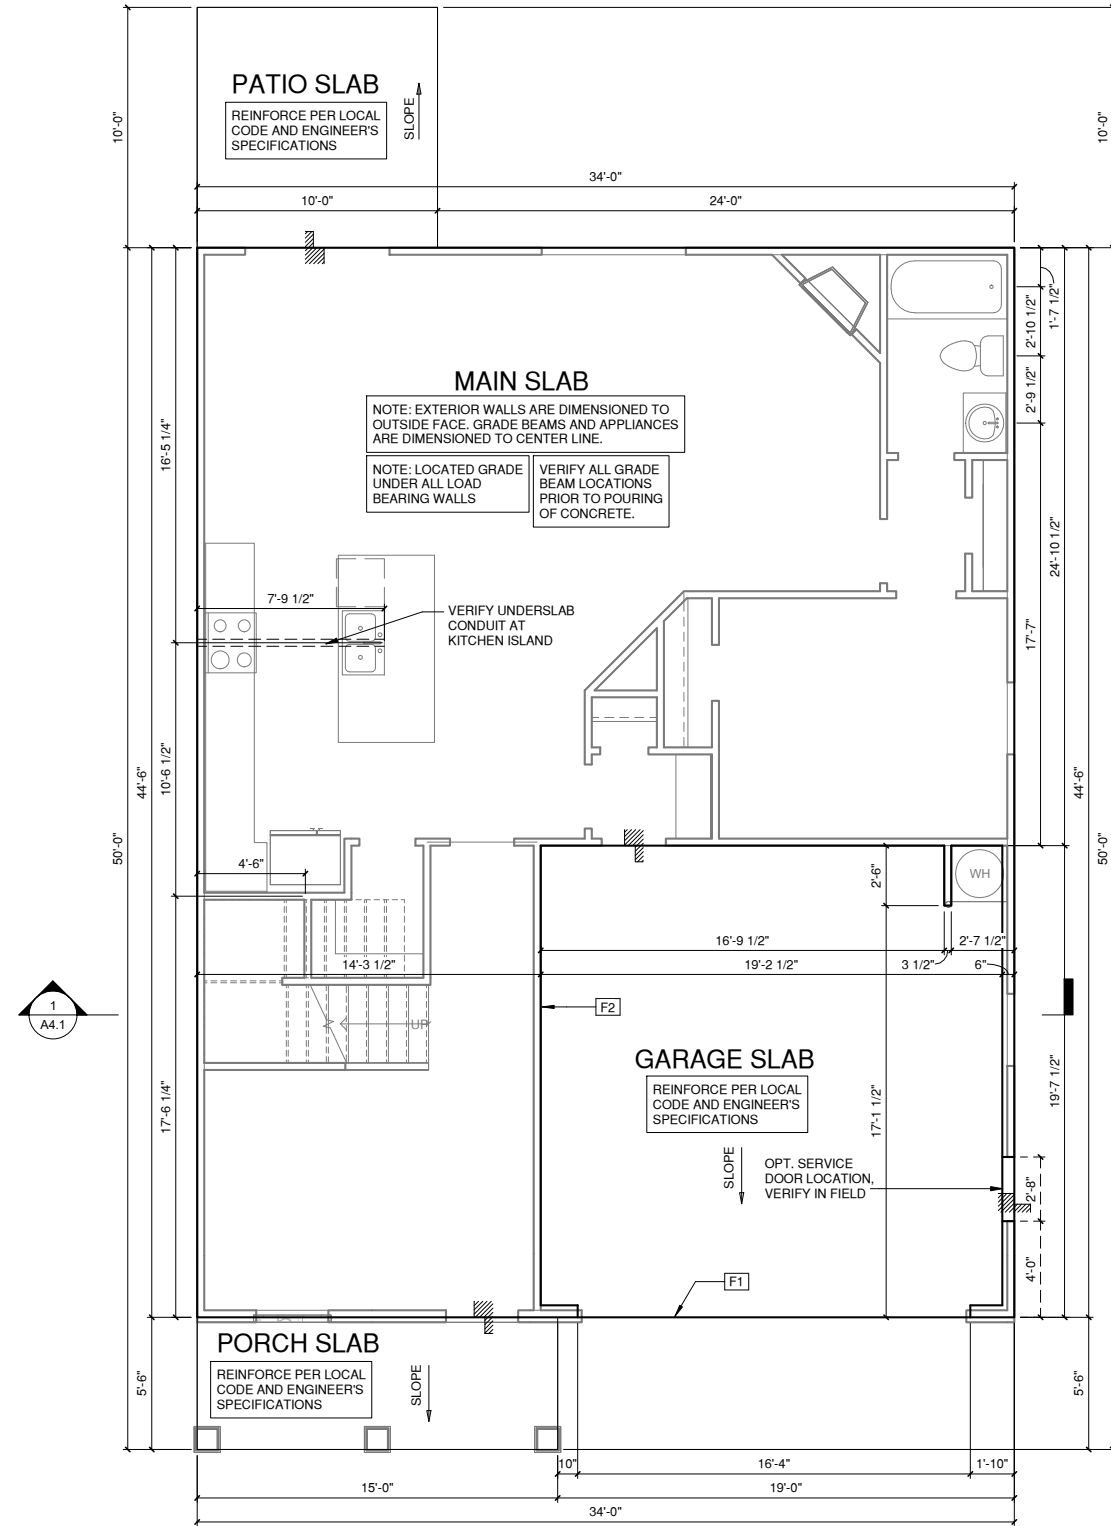 PATIO SLAB
REINFORCE PER LOCAL
CODE AND ENGINEER'S
SPECIFICATIONS
SLOPE
10'-0"
10'-0"
34'-0"
10'-0"
24'-0"
MAIN SLAB
NOTE: EXTERIOR WALLS ARE DIMENSIONED TO
OUTSIDE FACE. GRADE BEAMS AND APPLIANCES
ARE DIMENSIONED TO CENTER LINE.
NOTE: LOCATED GRADE
UNDER ALL LOAD
BEARING WALLS
VERIFY ALL GRADE
BEAM LOCATIONS
PRIOR TO POURING
OF CONCRETE.
1'-7 1/2"
2'-10 1/2"
2'-9 1/2"
16'-5 1/4"
24'-10 1/2"
17'-7"
7'-9 1/2"
VERIFY UNDERSLAB
CONDUIT AT
KITCHEN ISLAND
10'-6 1/2"
44'-6"
50'-0"
44'-6"
50'-0"
4'-6"
2'-6"
WH
16'-9 1/2"
2'-7 1/2"
14'-3 1/2"
19'-2 1/2"
3 1/2"
6"
1
A4.1
F2
UP
GARAGE SLAB
REINFORCE PER LOCAL
CODE AND ENGINEER'S
SPECIFICATIONS
17'-6 1/4"
17'-1 1/2"
19'-7 1/2"
SLOPE
OPT. SERVICE
DOOR LOCATION,
VERIFY IN FIELD
2'-8"
4'-0"
F1
PORCH SLAB
REINFORCE PER LOCAL
CODE AND ENGINEER'S
SPECIFICATIONS
SLOPE
5'-6"
5'-6"
10"
16'-4"
1'-10"
15'-0"
19'-0"
34'-0"